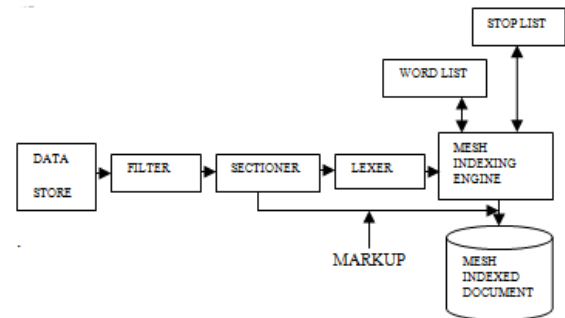 STOP LIST
WORD LIST
DATA
STORE
FILTER
SECTIONER
LEXER
MESH
INDEXING
ENGINE
MARKUP
MESH
INDEXED
DOCUMENT